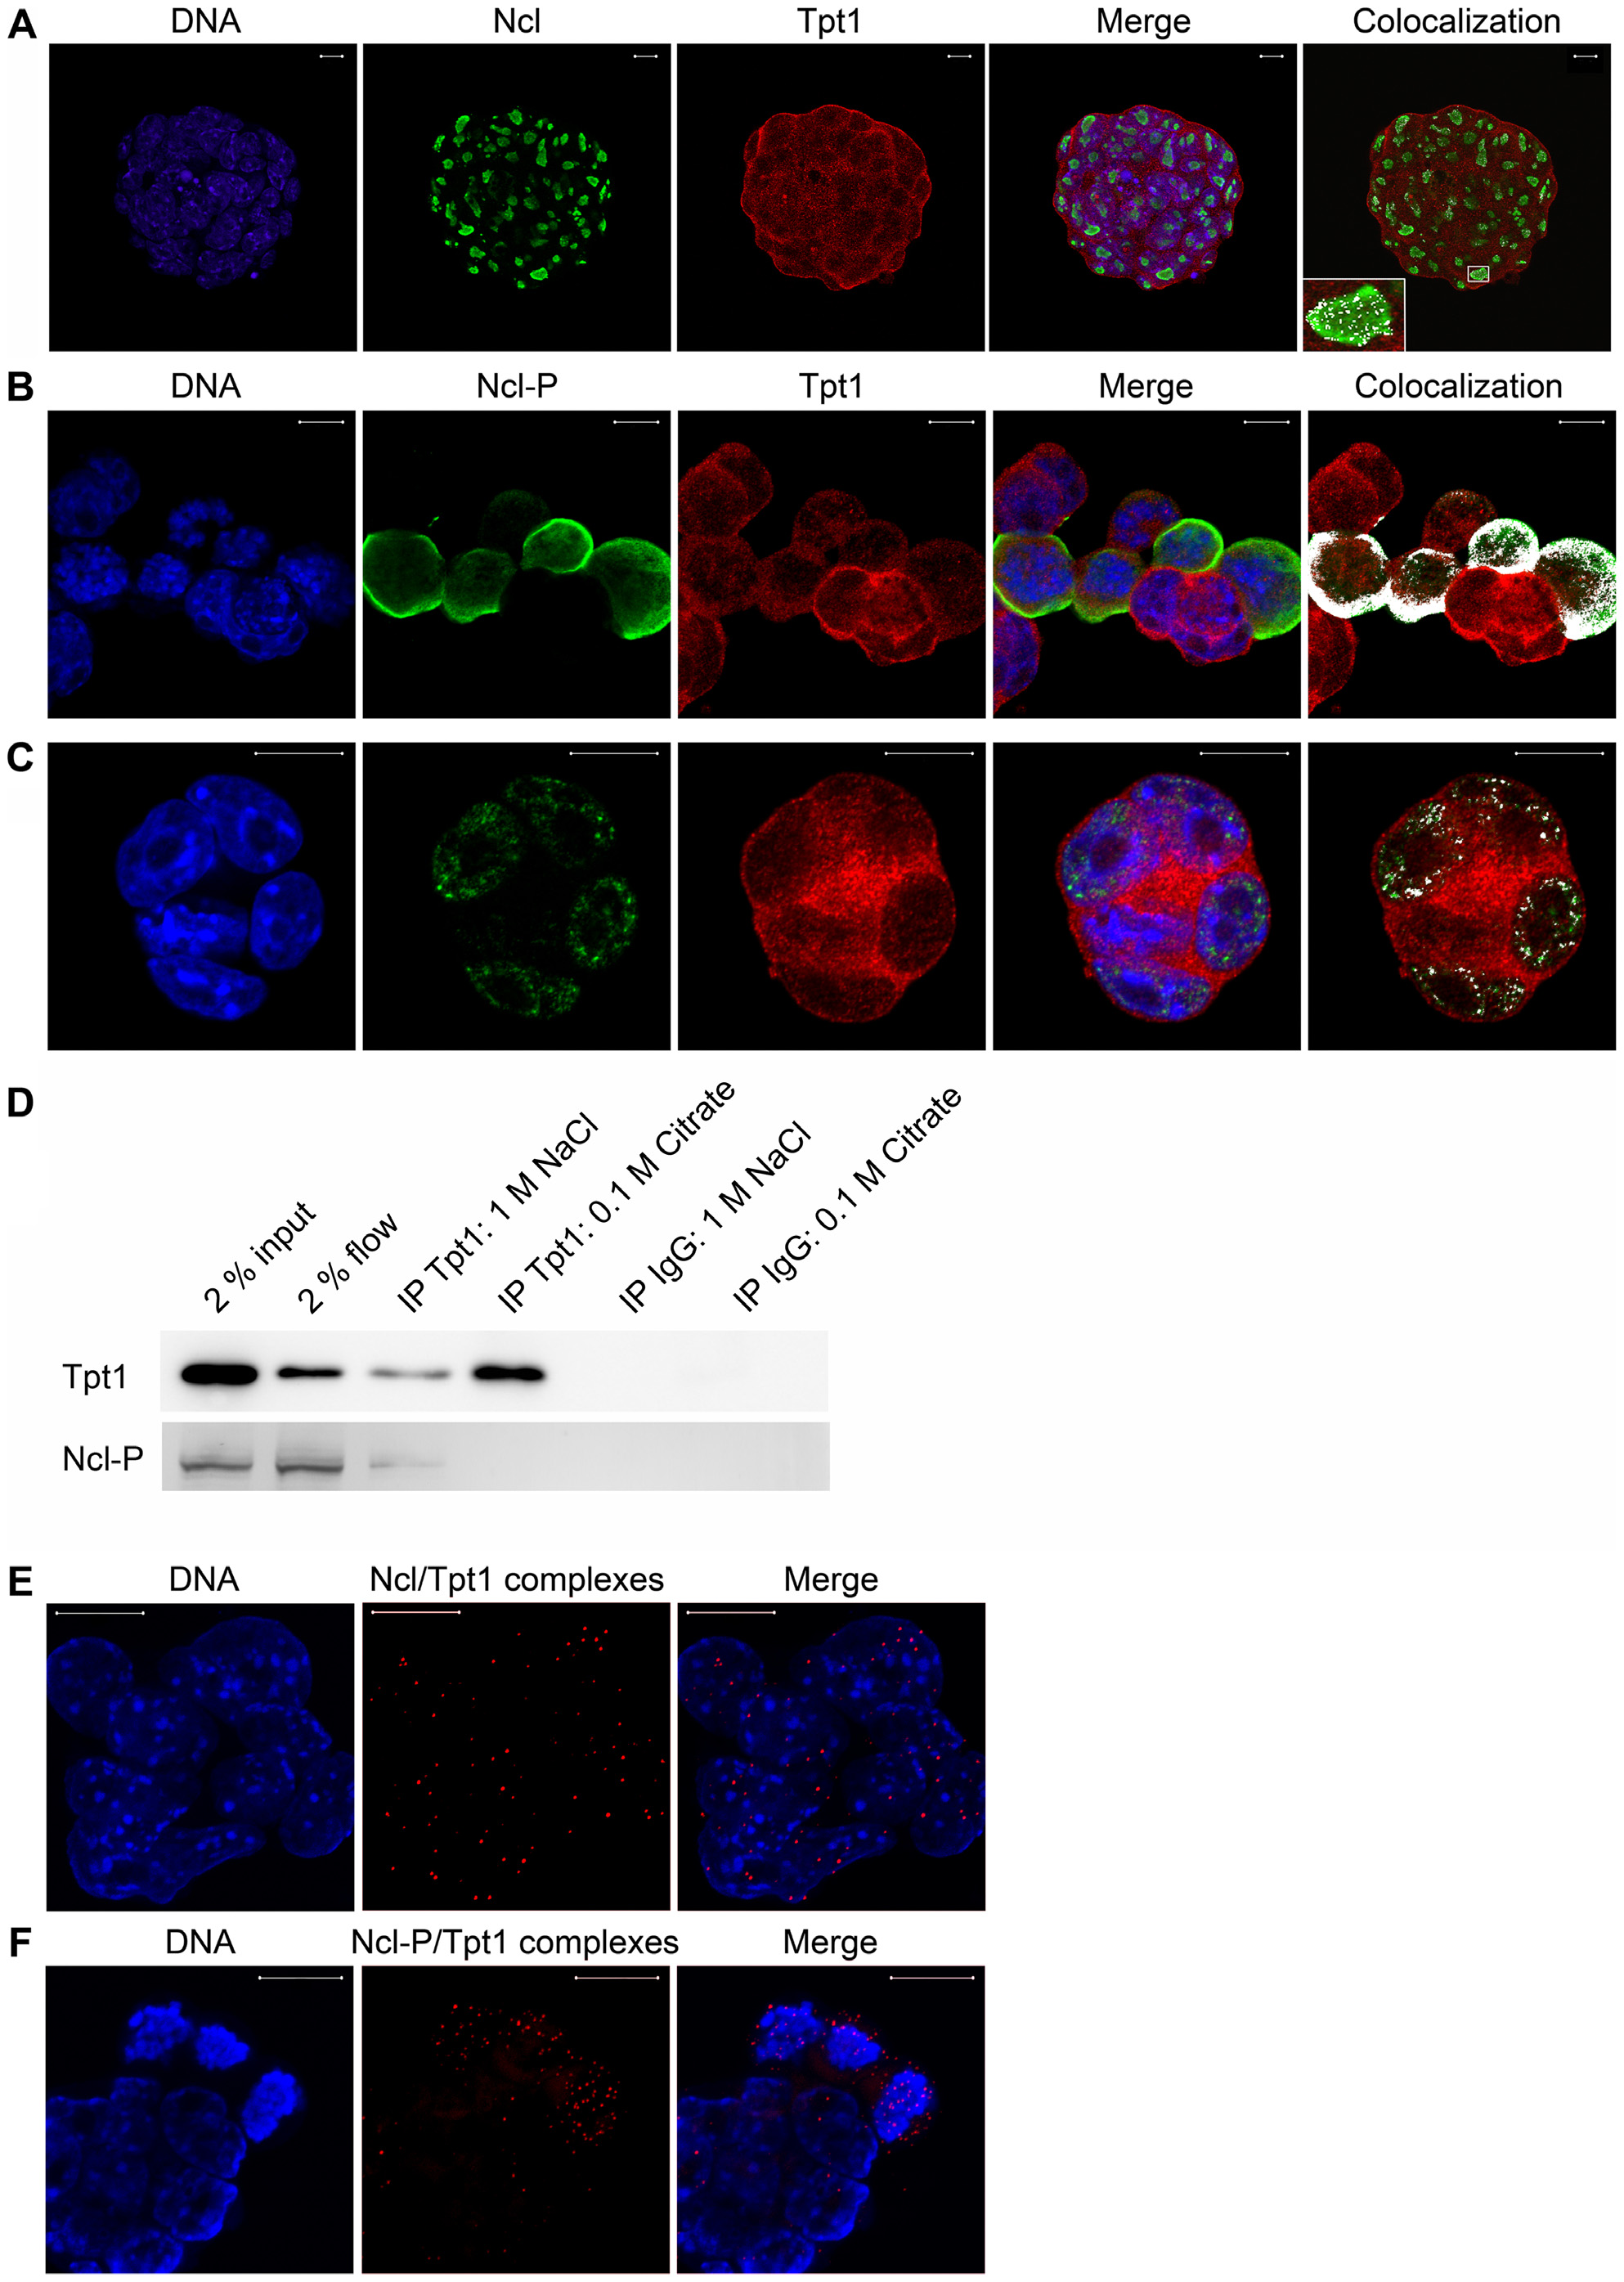 A DNA Ncl Tpt1 Merge Colocalization
B DNA Ncl-P Tpt1 Merge Colocalization
C
D
2 % input
2 % flow
IP Tpt1: 1 M NaCl
IP Tpt1: 0.1 M Citrate
IP IgG: 1 M NaCl
IP IgG: 0.1 M Citrate
Tpt1
Ncl-P
E DNA Ncl/Tpt1 complexes Merge
F DNA Ncl-P/Tpt1 complexes Merge